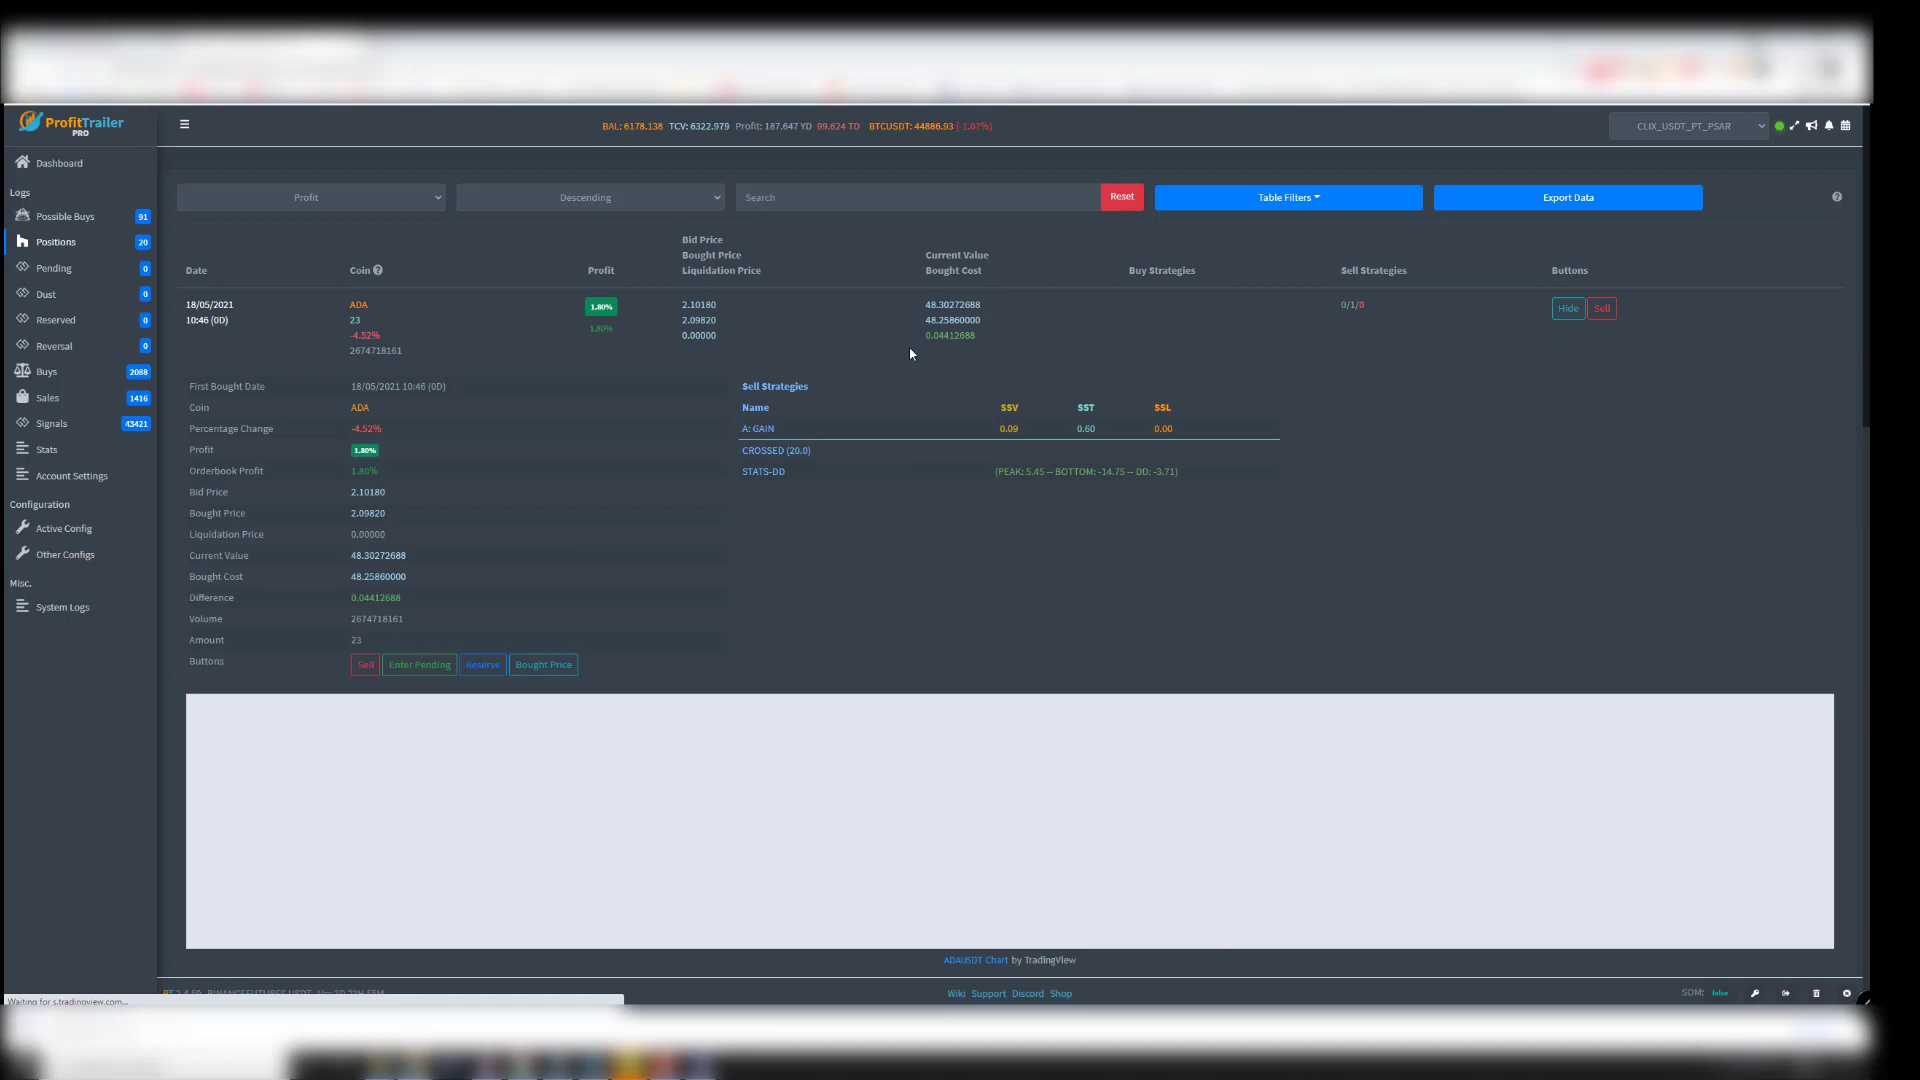 ProfitTrailer
PRO
BAL: 6178.138 TCV: 6322.979 Profit: 187.647 YD 99.624 TD BTCUSDT: 44886.93 (-1.07%)
CLIX_USDT_PT_PSAR
Dashboard
Logs
Possible Buys 91
Positions 20
Pending 0
Dust 0
Reserved 0
Reversal 0
Buys 2088
Sales 1416
Signals 43421
Stats
Account Settings
Configuration
Active Config
Other Configs
Misc.
System Logs
Profit Descending Search Reset Table Filters Export Data
Date Coin Profit Bid Price Bought Price Liquidation Price Current Value Bought Cost Buy Strategies Sell Strategies Buttons
18/05/2021 ADA 1.80% 2.10180 48.30272688 0/1/0 Hide Sell
10:46 (0D) 23 1.80% 2.09820 48.25860000
-4.52% 0.00000 0.04412688
2674718161
First Bought Date 18/05/2021 10:46 (0D)
Coin ADA
Percentage Change -4.52%
Profit 1.80%
Orderbook Profit 1.80%
Bid Price 2.10180
Bought Price 2.09820
Liquidation Price 0.00000
Current Value 48.30272688
Bought Cost 48.25860000
Difference 0.04412688
Volume 2674718161
Amount 23
Buttons Sell Enter Pending Reserve Bought Price
Sell Strategies
Name SSV SST SSL
A: GAIN 0.09 0.60 0.00
CROSSED (20.0)
STATS-DD (PEAK: 5.45 -- BOTTOM: -14.75 -- DD: -3.71)
ADAUSDT Chart by TradingView
Wiki Support Discord Shop
SOM: false
Waiting for s.tradingview.com...